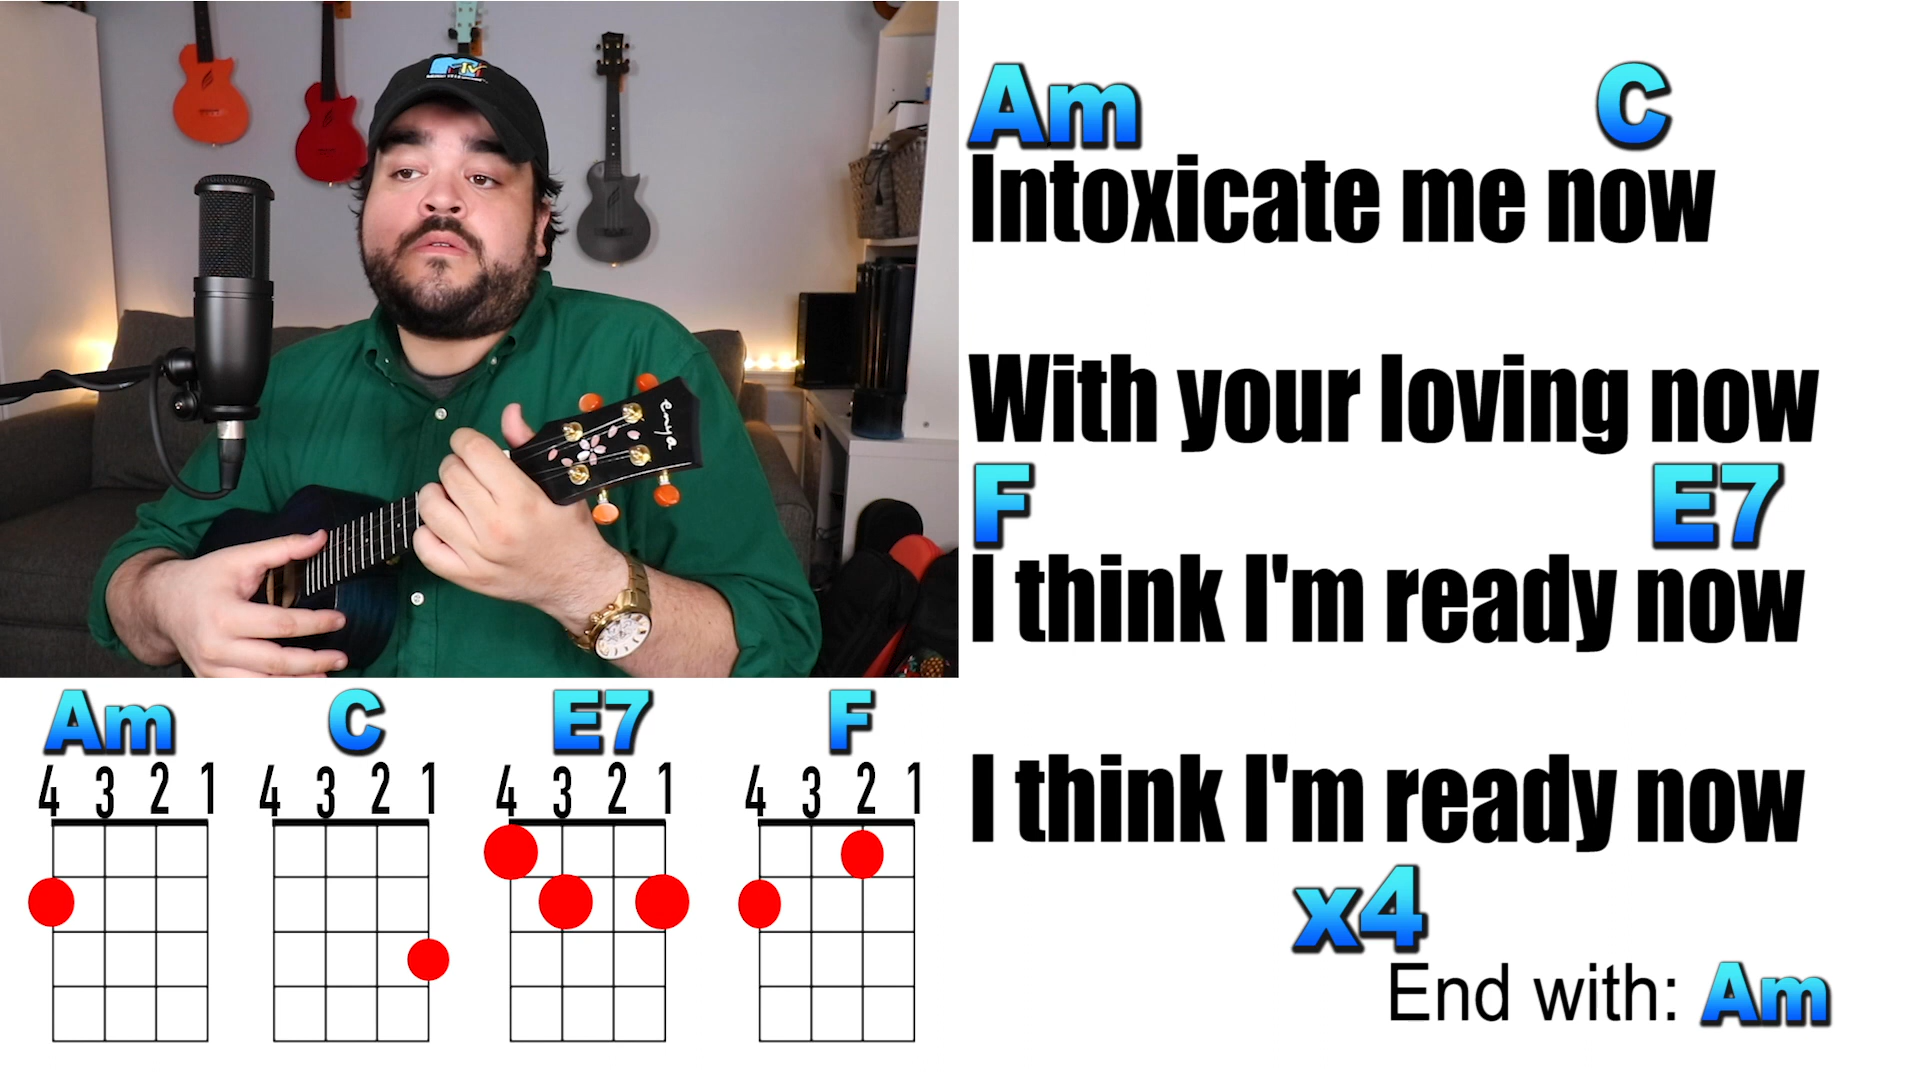 MTV
enya
Am C
Intoxicate me now
With your loving now
F E7
I think I'm ready now
I think I'm ready now
x4
End with: Am
Am C E7 F
4 3 2 1 4 3 2 1 4 3 2 1 4 3 2 1